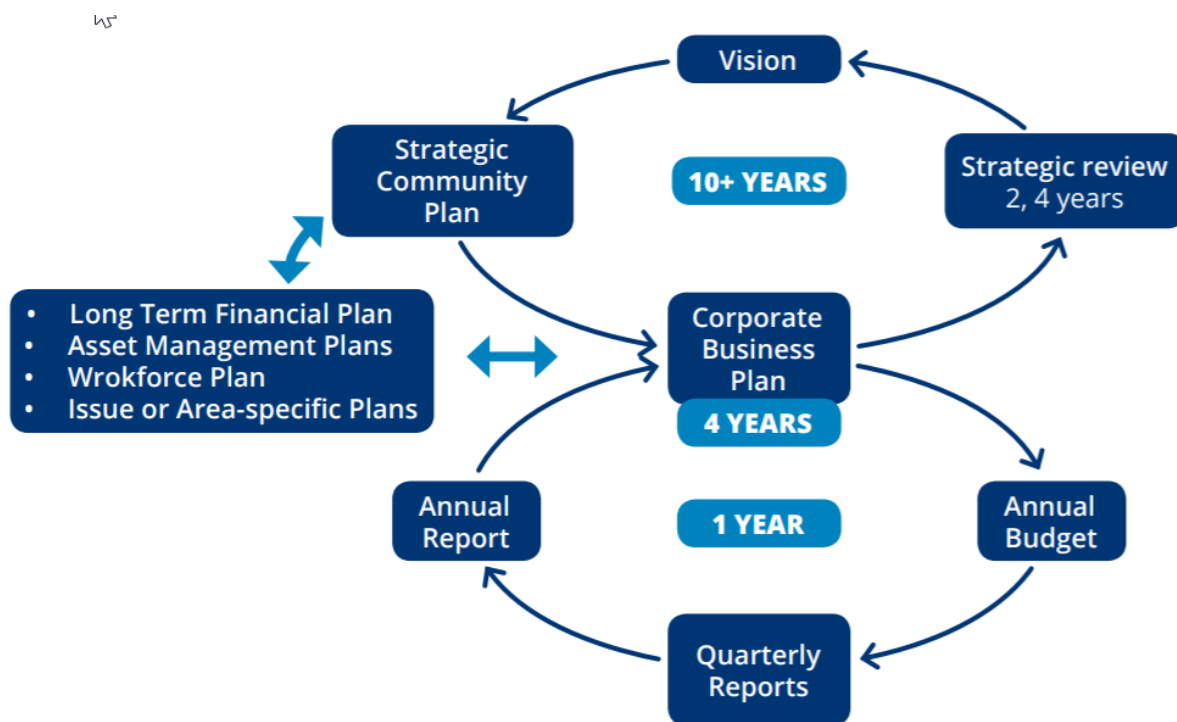 Vision
Strategic
Community
Plan
10+ YEARS
Strategic review
2, 4 years
• Long Term Financial Plan
• Asset Management Plans
• Wrokforce Plan
• Issue or Area-specific Plans
Corporate
Business
Plan
4 YEARS
Annual
Report
1 YEAR
Annual
Budget
Quarterly
Reports